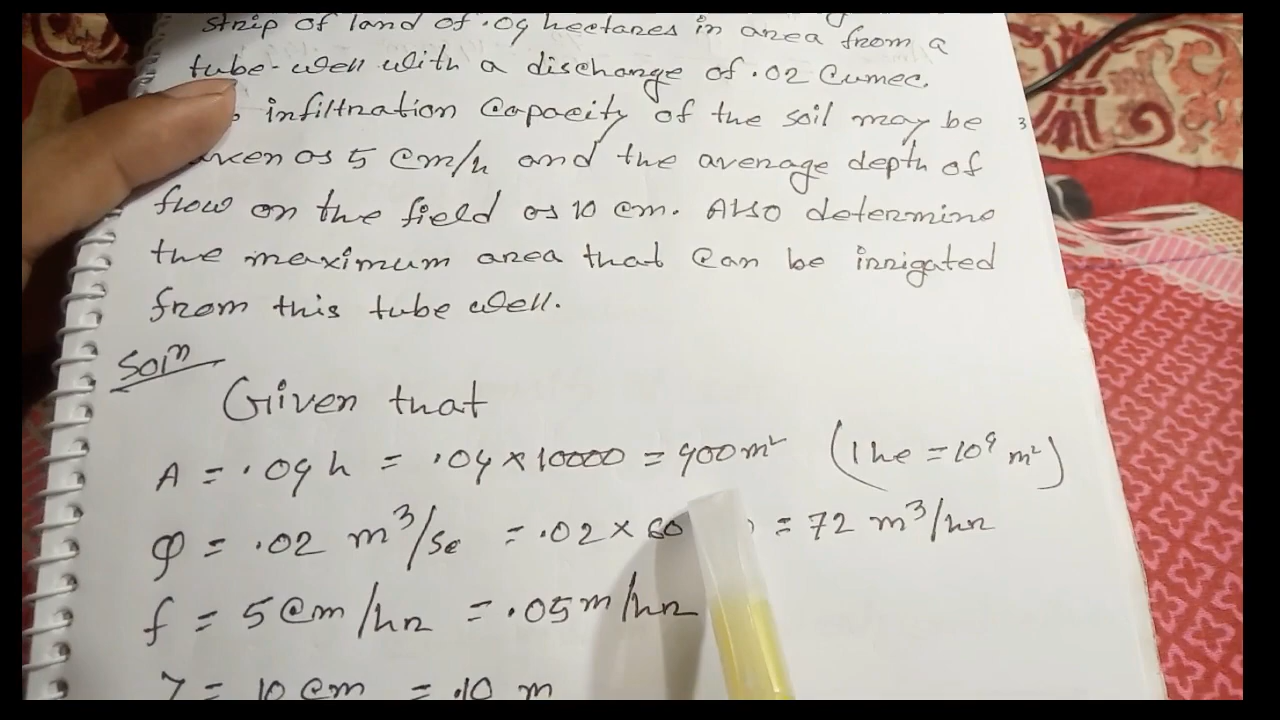 strip of land of .04 hectares in area from a
tube-well with a discharge of .02 Cumec.
infiltration capacity of the soil may be
as 5 cm/h and the average depth of
flow on the field as 10 cm. Also determine
the maximum area that can be irrigated
from this tube well.
Soln
Given that
A = .04 h = .04 × 10000 = 400 m² (1 he = 10⁴ m²)
Q = .02 m³/se = .02 × 60 = 72 m³/hr
f = 5 cm/hr = .05 m/hr
= 10 cm = .10 m